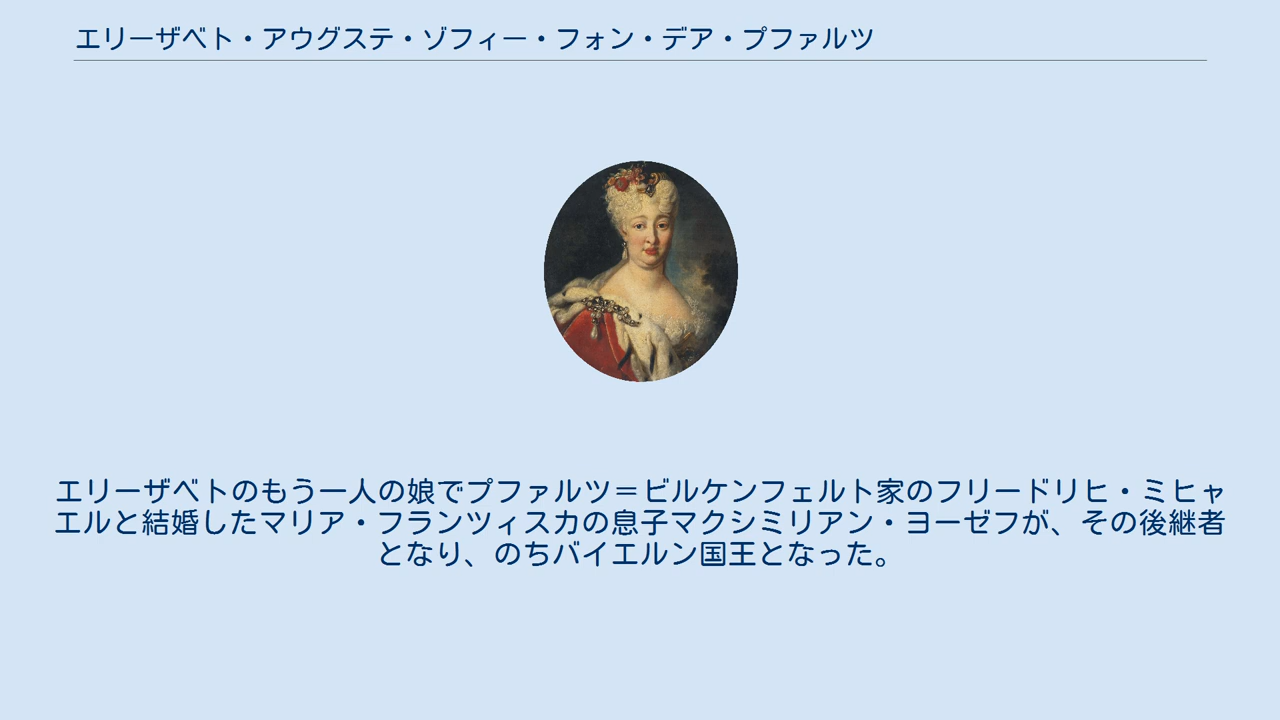 エリーザベト・アウグステ・ゾフィー・フォン・デア・プファルツ
エリーザベトのもう一人の娘でプファルツ＝ビルケンフェルト家のフリードリヒ・ミヒャ
エルと結婚したマリア・フランツィスカの息子マクシミリアン・ヨーゼフが、その後継者
となり、のちバイエルン国王となった。